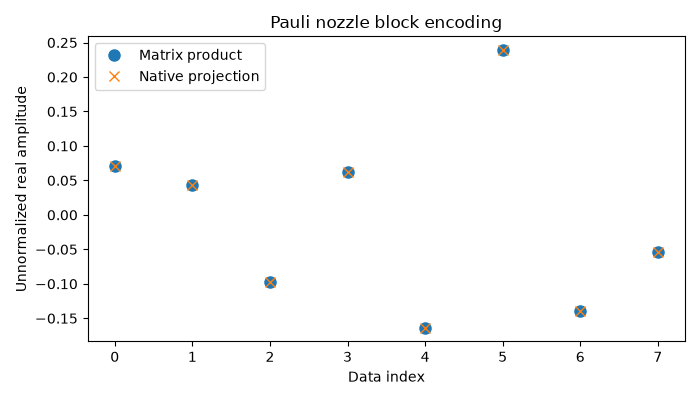 Pauli nozzle block encoding
Matrix product
Native projection
Unnormalized real amplitude
0.25
0.20
0.15
0.10
0.05
0.00
−0.05
−0.10
−0.15
0 1 2 3 4 5 6 7
Data index